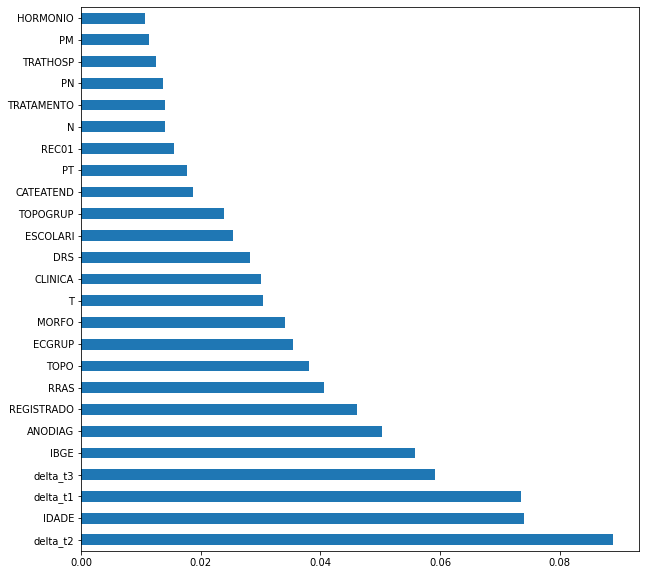 HORMONIO
PM
TRATHOSP
PN
TRATAMENTO
N
REC01
PT
CATEATEND
TOPOGRUP
ESCOLARI
DRS
CLINICA
T
MORFO
ECGRUP
TOPO
RRAS
REGISTRADO
ANODIAG
IBGE
delta_t3
delta_t1
IDADE
delta_t2
0.00 0.02 0.04 0.06 0.08